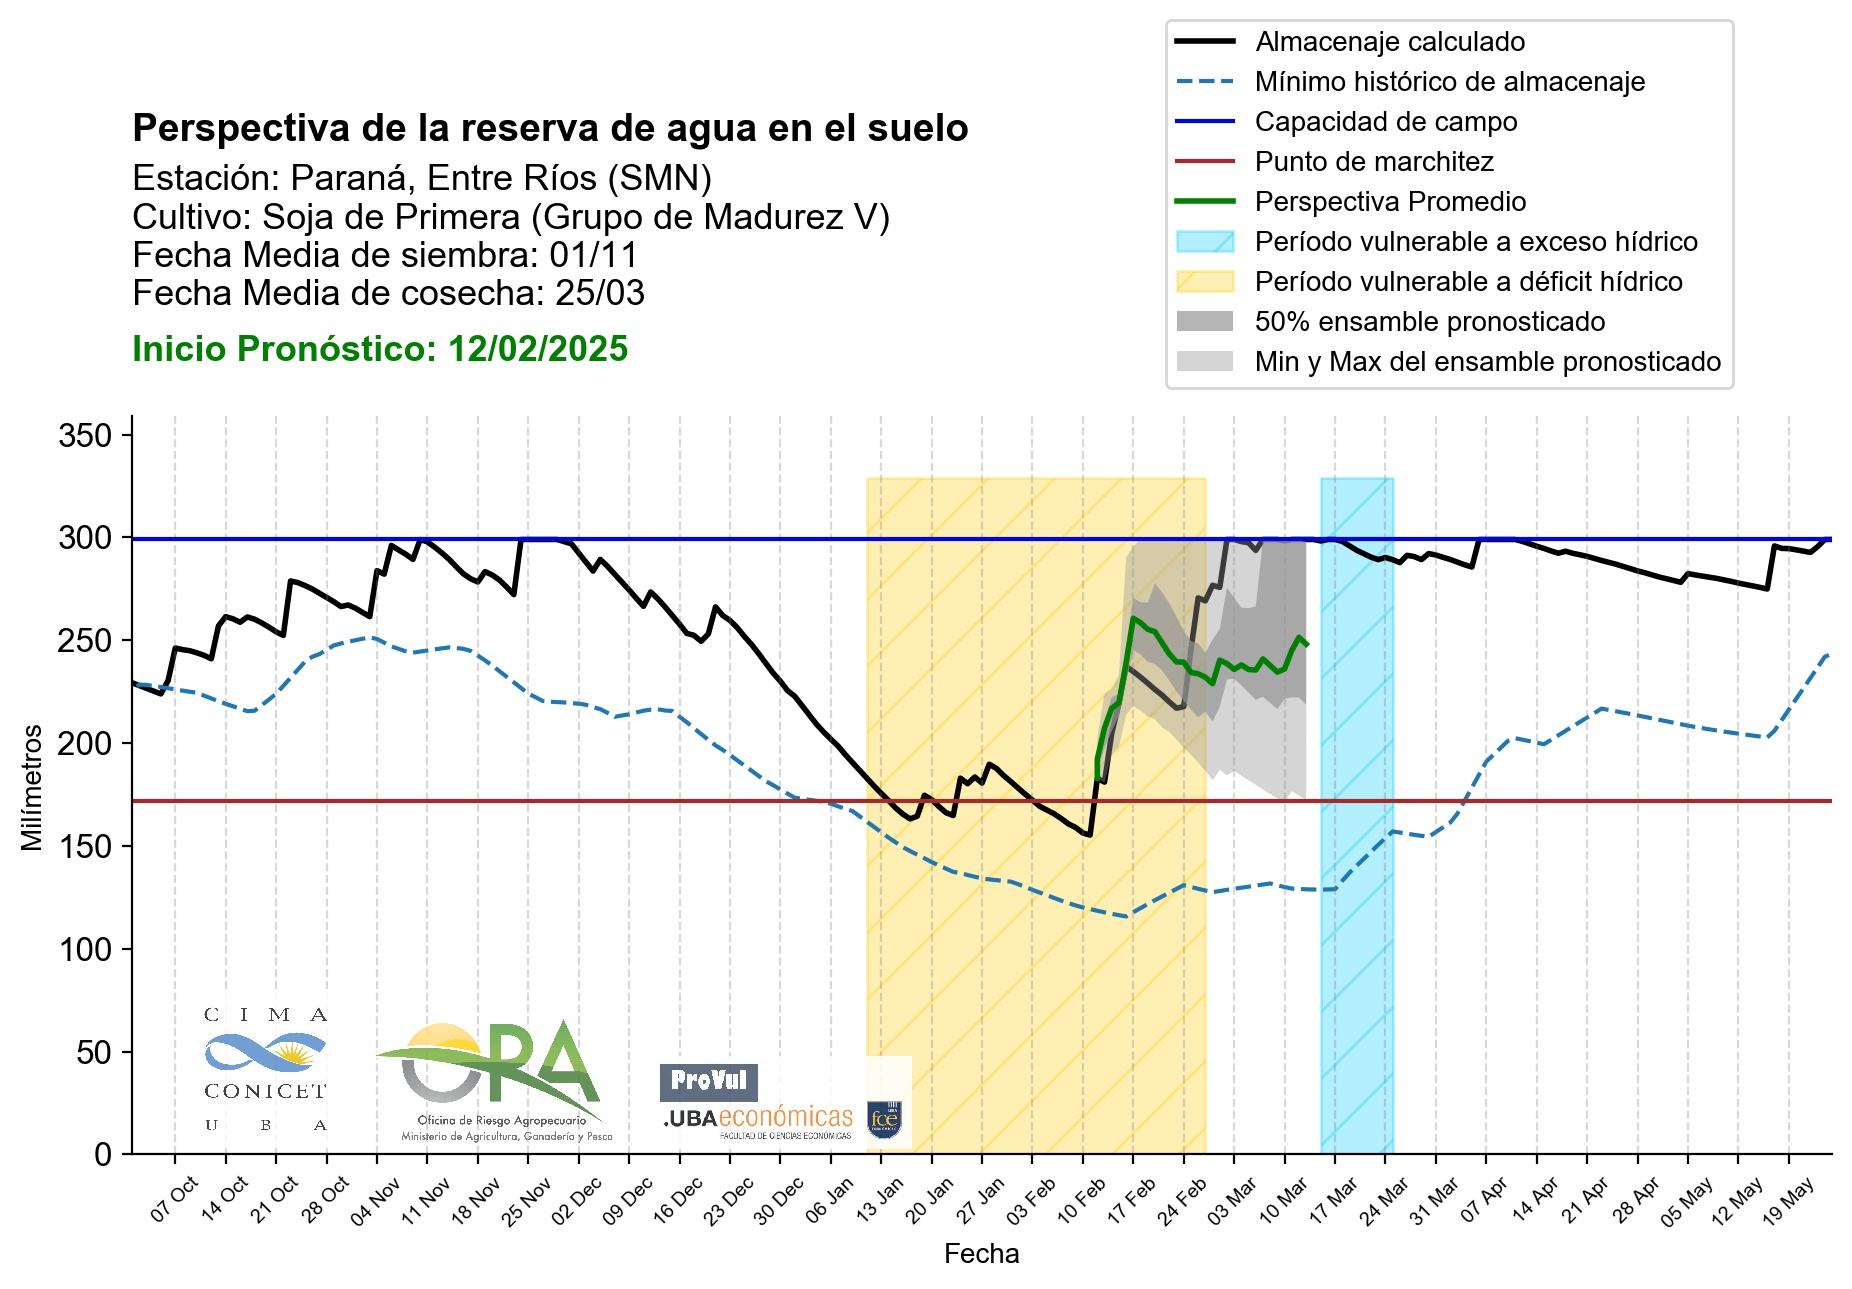 Almacenaje calculado
Mínimo histórico de almacenaje
Capacidad de campo
Punto de marchitez
Perspectiva Promedio
Período vulnerable a exceso hídrico
Período vulnerable a déficit hídrico
50% ensamble pronosticado
Min y Max del ensamble pronosticado
Perspectiva de la reserva de agua en el suelo
Estación: Paraná, Entre Ríos (SMN)
Cultivo: Soja de Primera (Grupo de Madurez V)
Fecha Media de siembra: 01/11
Fecha Media de cosecha: 25/03
Inicio Pronóstico: 12/02/2025
Milímetros
350
300
250
200
150
100
50
0
CIMA
CONICET
UBA
ORA
Oficina de Riesgo Agropecuario
Ministerio de Agricultura, Ganadería y Pesca
ProVul
.UBAeconómicas
FACULTAD DE CIENCIAS ECONÓMICAS
UBA
fce
07 Oct
14 Oct
21 Oct
28 Oct
04 Nov
11 Nov
18 Nov
25 Nov
02 Dec
09 Dec
16 Dec
23 Dec
30 Dec
06 Jan
13 Jan
20 Jan
27 Jan
03 Feb
10 Feb
17 Feb
24 Feb
03 Mar
10 Mar
17 Mar
24 Mar
31 Mar
07 Apr
14 Apr
21 Apr
28 Apr
05 May
12 May
19 May
Fecha